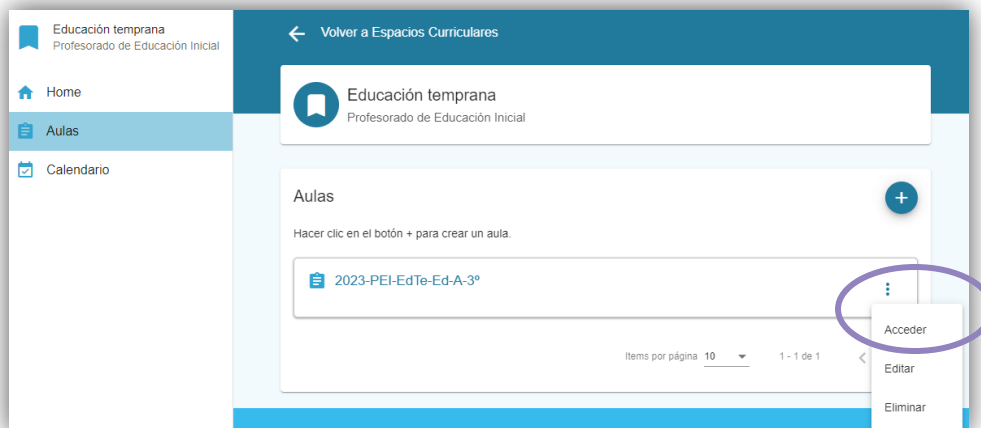 Educación temprana
Profesorado de Educación Inicial
Home
Aulas
Calendario
Volver a Espacios Curriculares
Educación temprana
Profesorado de Educación Inicial
Aulas
Hacer clic en el botón + para crear un aula.
2023-PEI-EdTe-Ed-A-3º
Items por página 10 1 - 1 de 1
Acceder
Editar
Eliminar